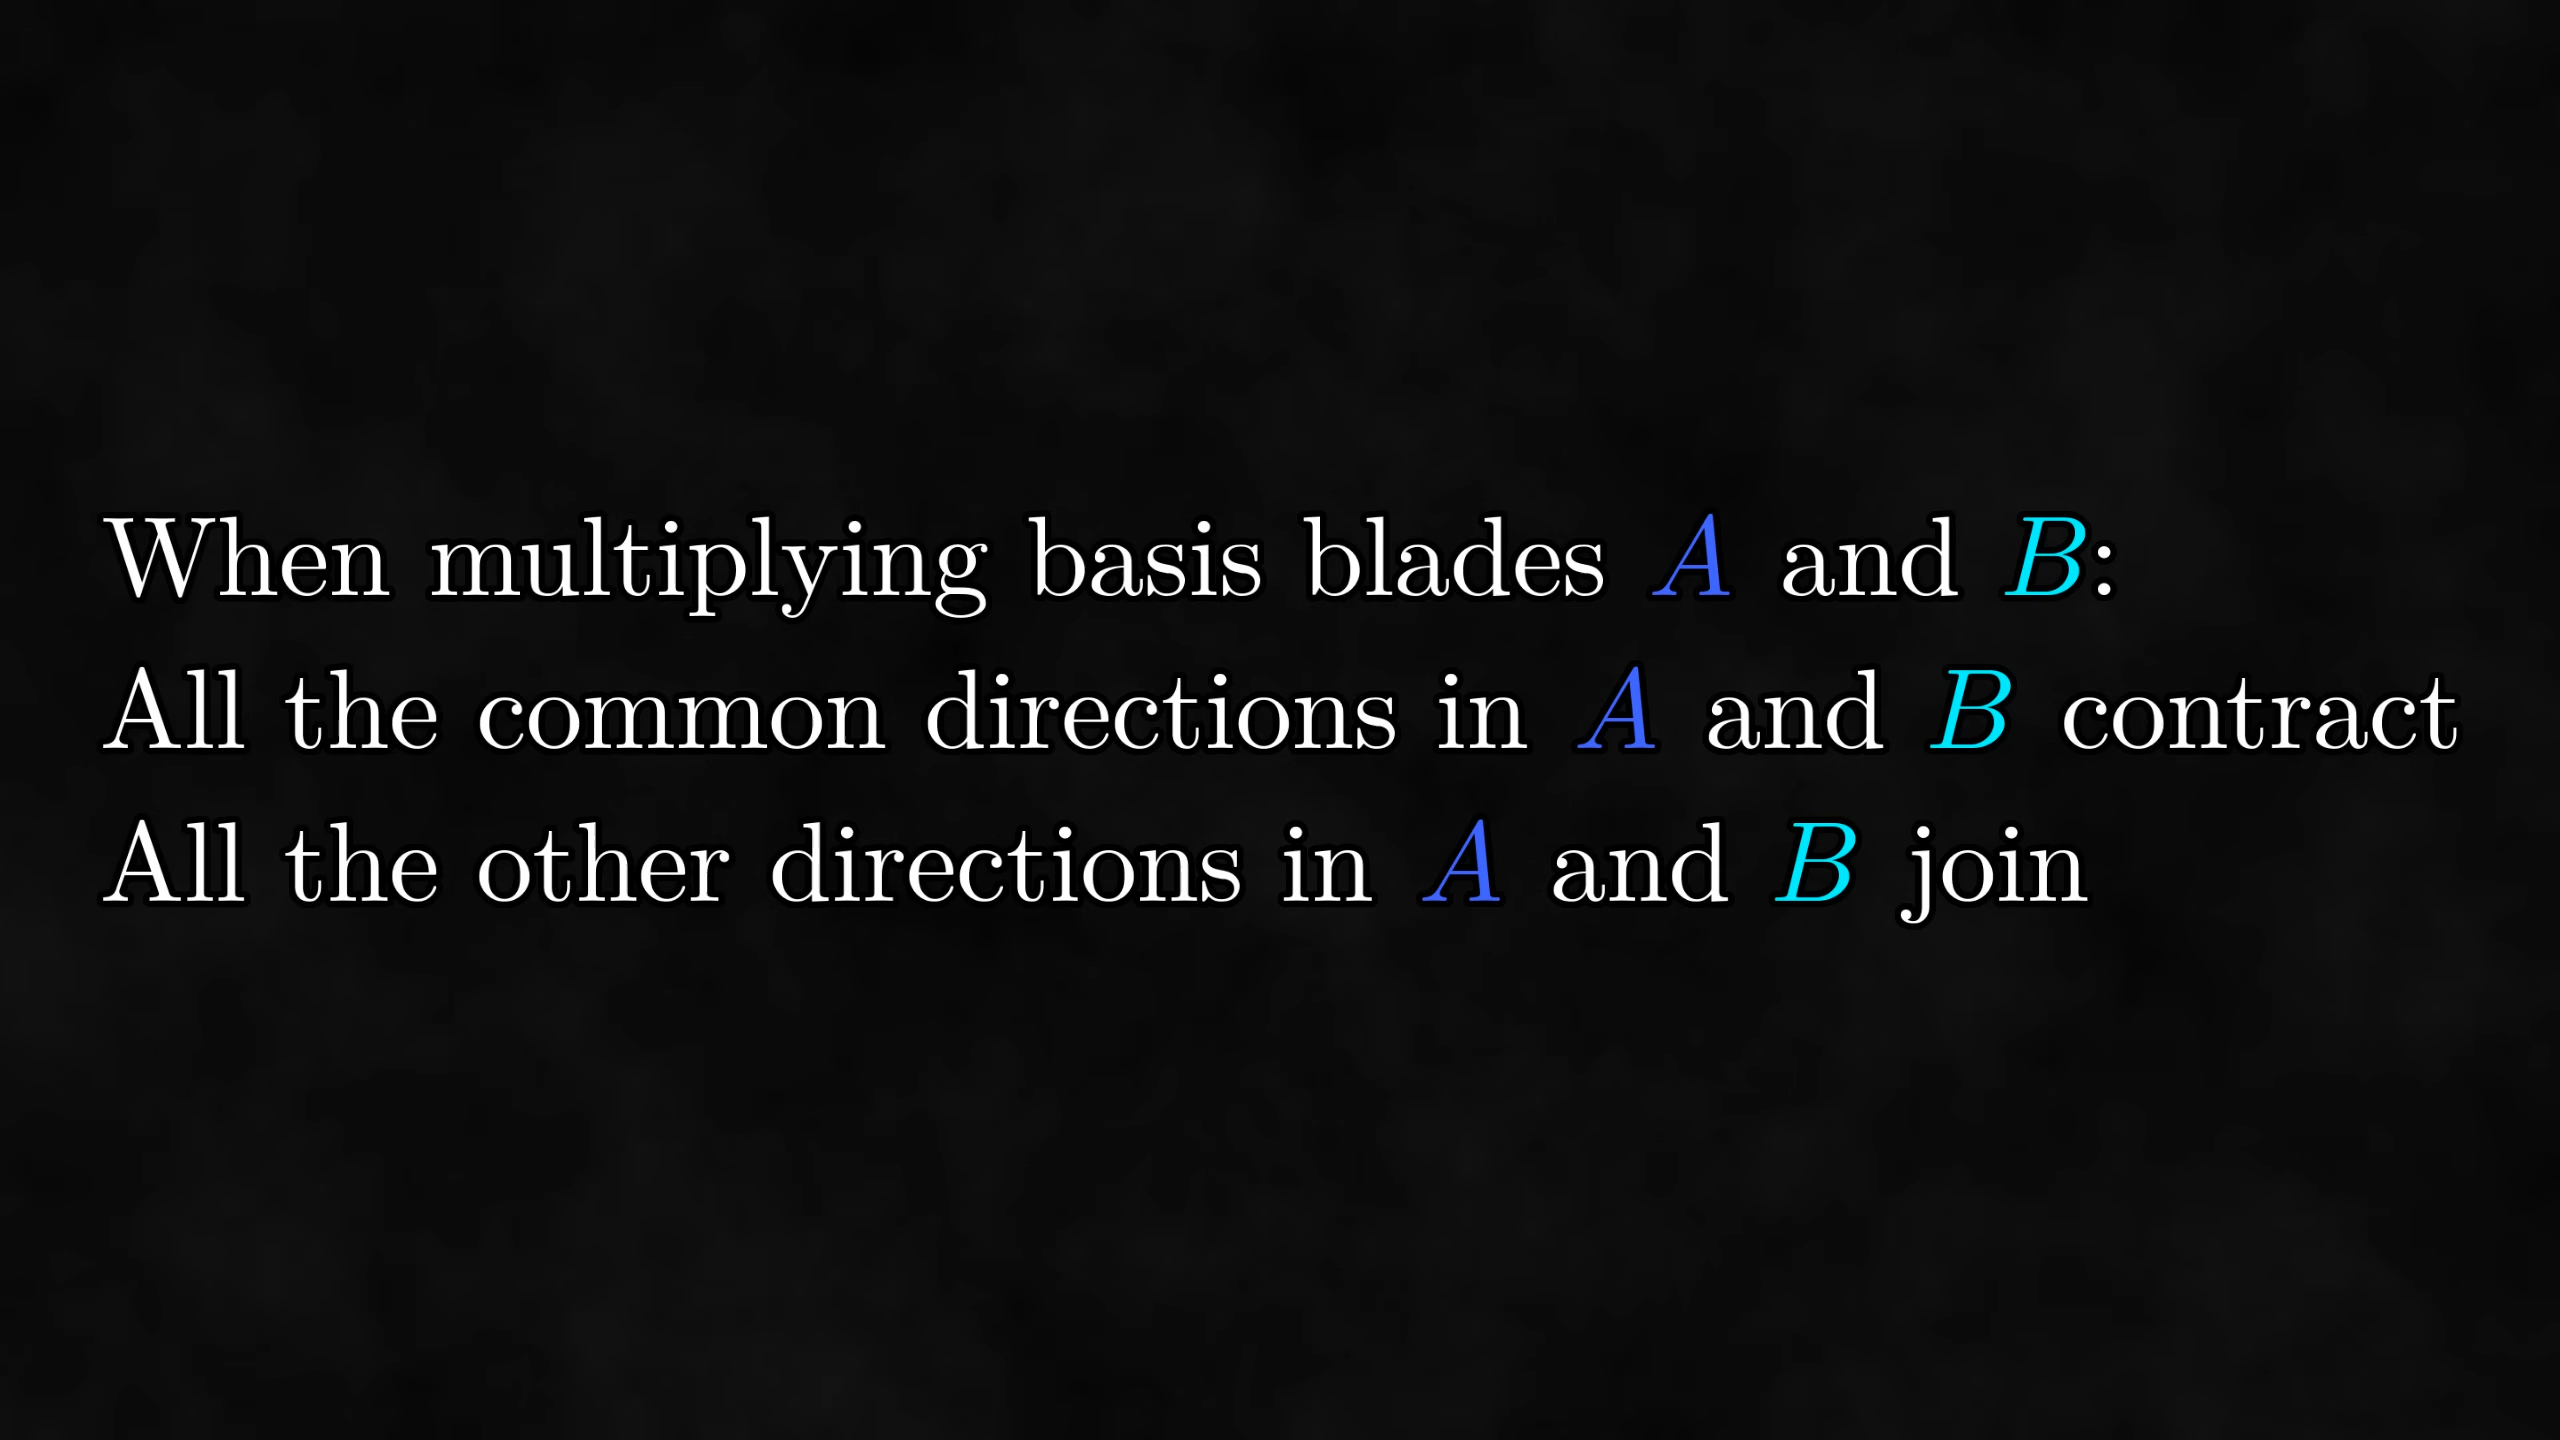 When multiplying basis blades A and B:
All the common directions in A and B contract
All the other directions in A and B join